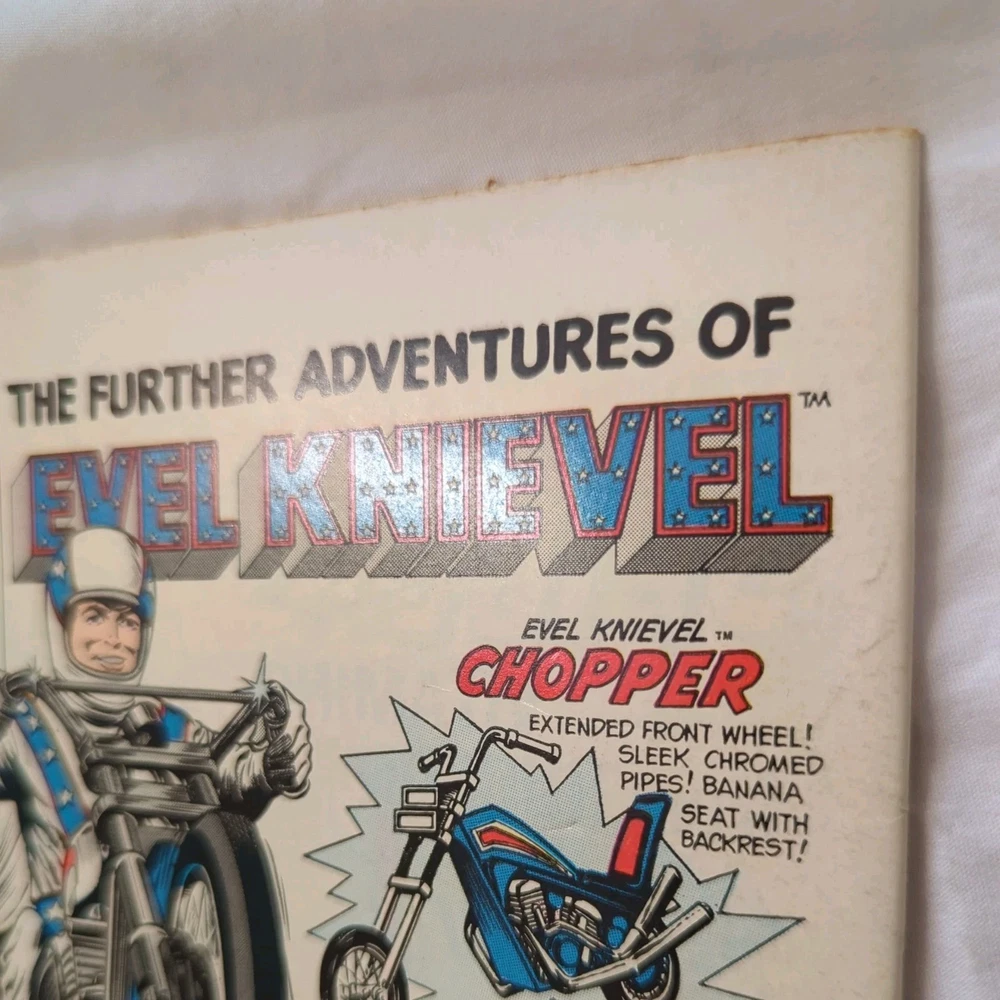 THE FURTHER ADVENTURES OF
EVEL KNIEVEL™
EVEL KNIEVEL™
CHOPPER
EXTENDED FRONT WHEEL!
SLEEK CHROMED
PIPES! BANANA
SEAT WITH
BACKREST!